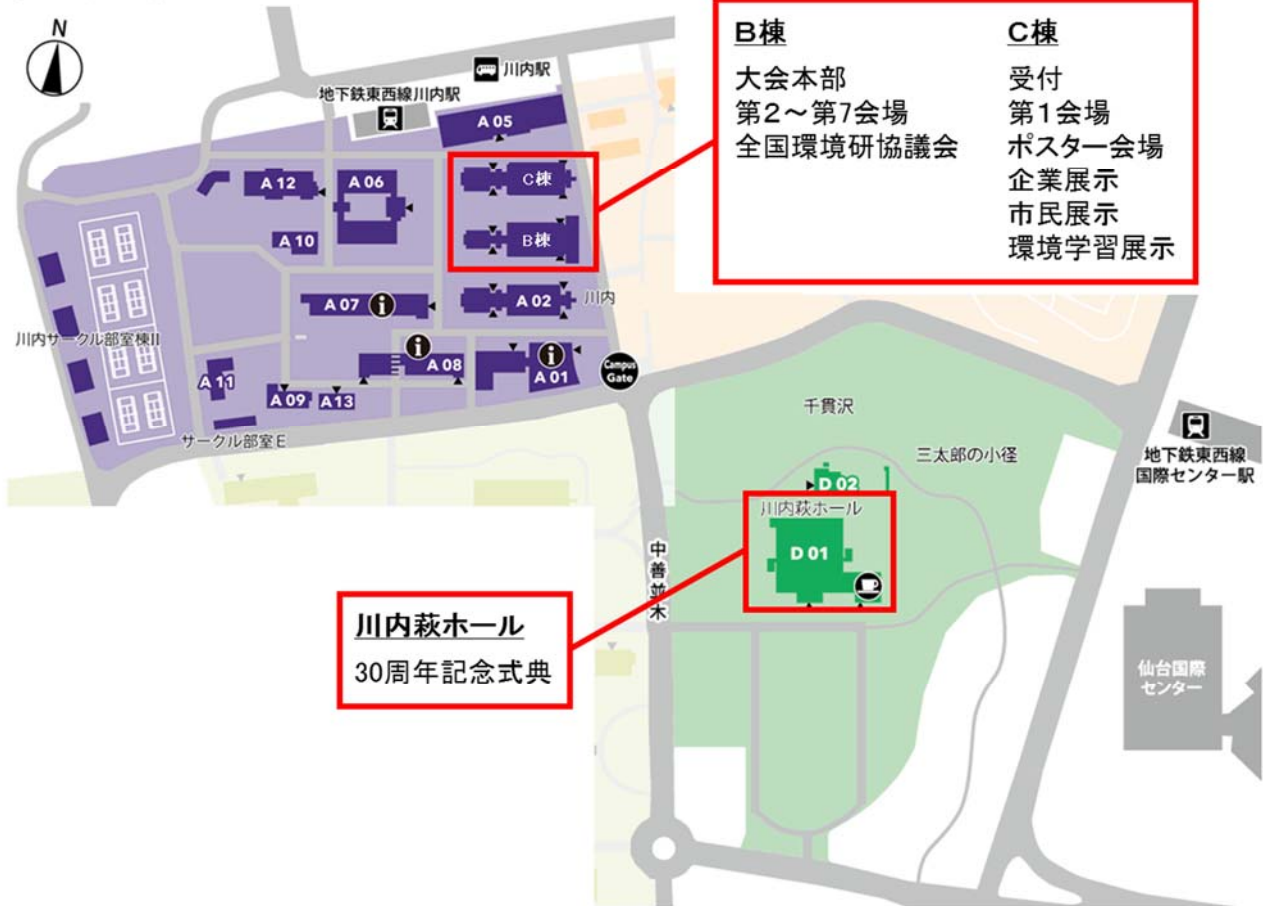 N
川内駅
地下鉄東西線川内駅
A 05
A 12
A 06
C棟
A 10
B棟
A 07
i
A 02
川内
川内サークル部室棟II
i
A 08
i
A 01
Campus
Gate
A 11
A 09
A 13
サークル部室E
B棟
大会本部
第2～第7会場
全国環境研協議会
C棟
受付
第1会場
ポスター会場
企業展示
市民展示
環境学習展示
千貫沢
三太郎の小径
地下鉄東西線
国際センター駅
D 02
川内萩ホール
D 01
中善並木
川内萩ホール
30周年記念式典
仙台国際
センター